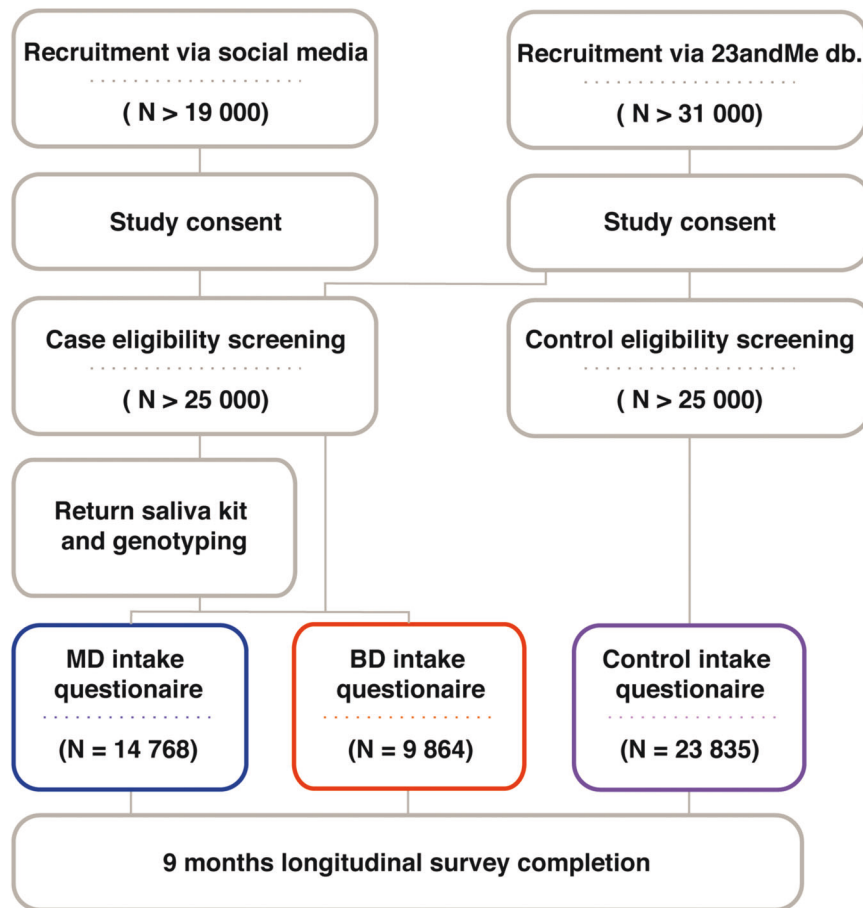 Recruitment via social media
( N > 19 000)
Recruitment via 23andMe db.
( N > 31 000)
Study consent
Study consent
Case eligibility screening
( N > 25 000)
Control eligibility screening
( N > 25 000)
Return saliva kit
and genotyping
MD intake
questionaire
(N = 14 768)
BD intake
questionaire
(N = 9 864)
Control intake
questionaire
(N = 23 835)
9 months longitudinal survey completion